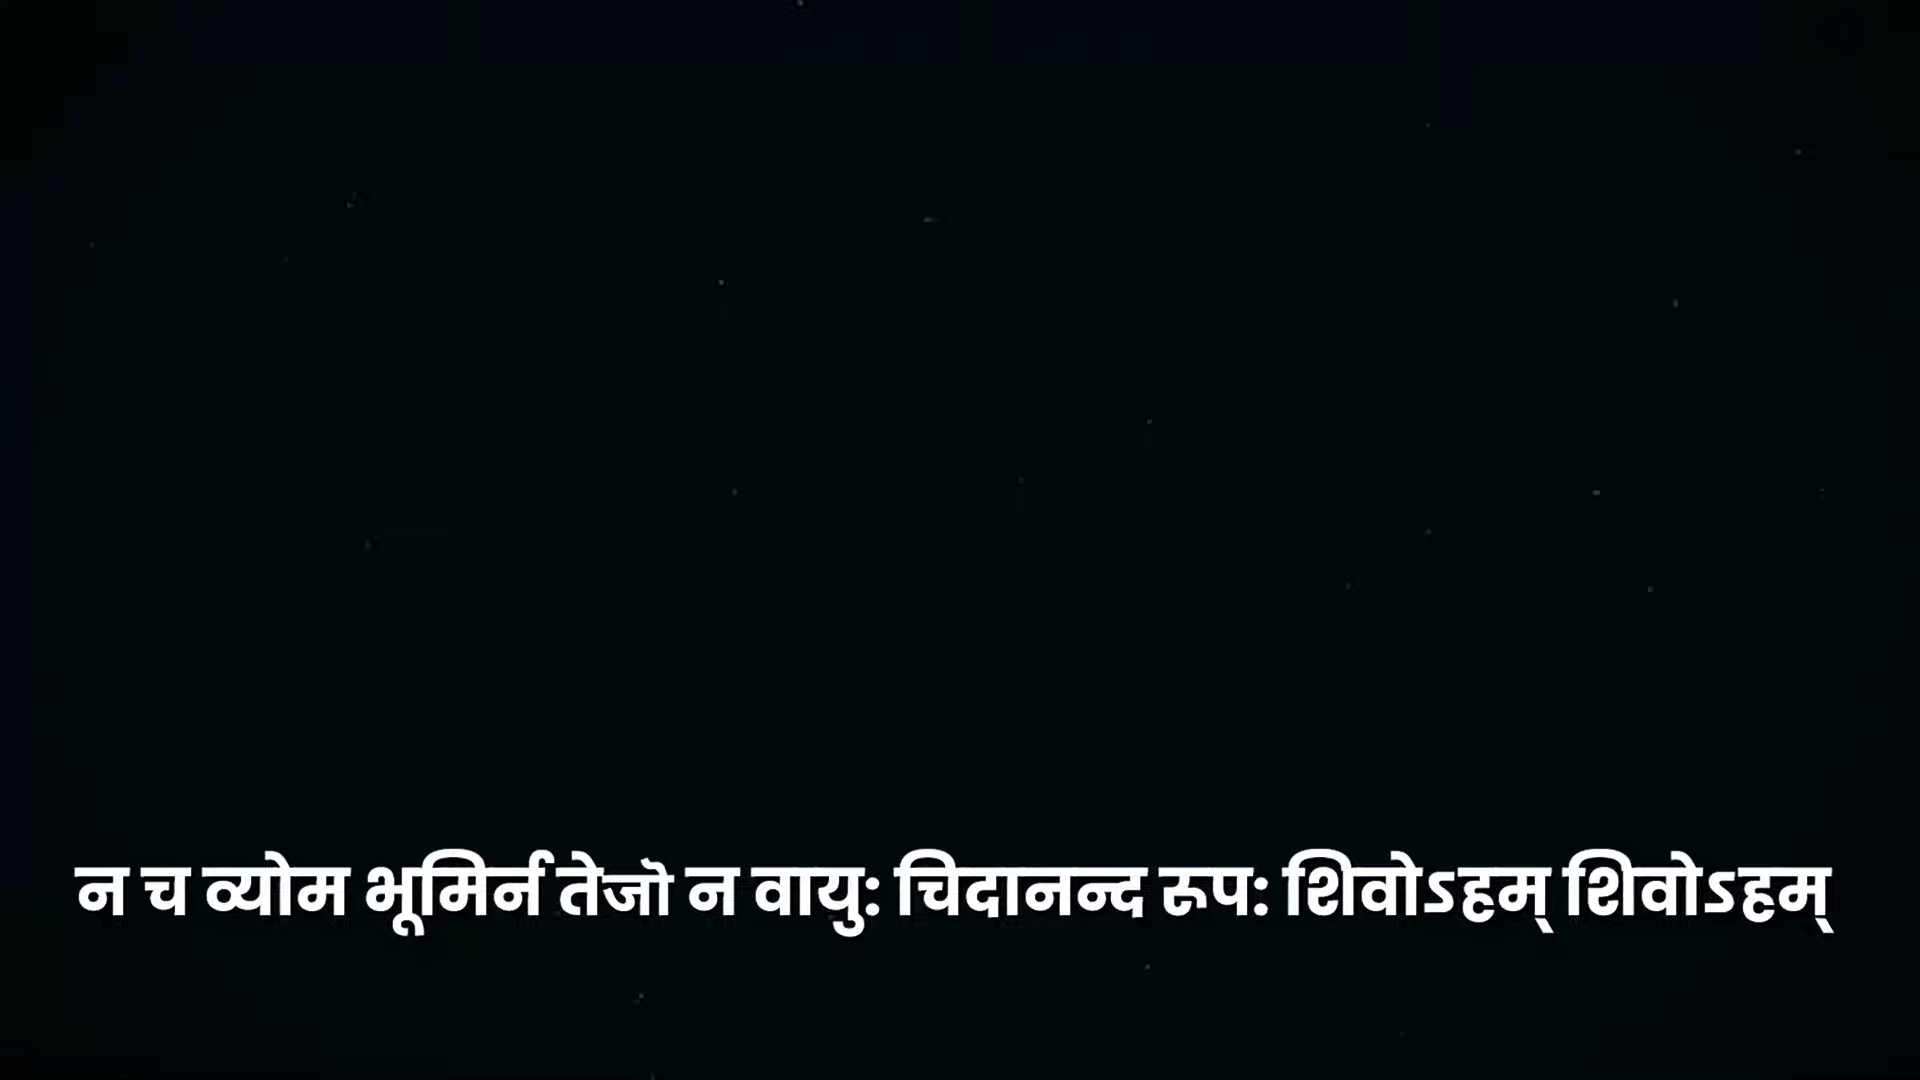 न च व्योम भूमिर्न तेजॊ न वायु: चिदानन्द रूप: शिवोऽहम् शिवोऽहम्